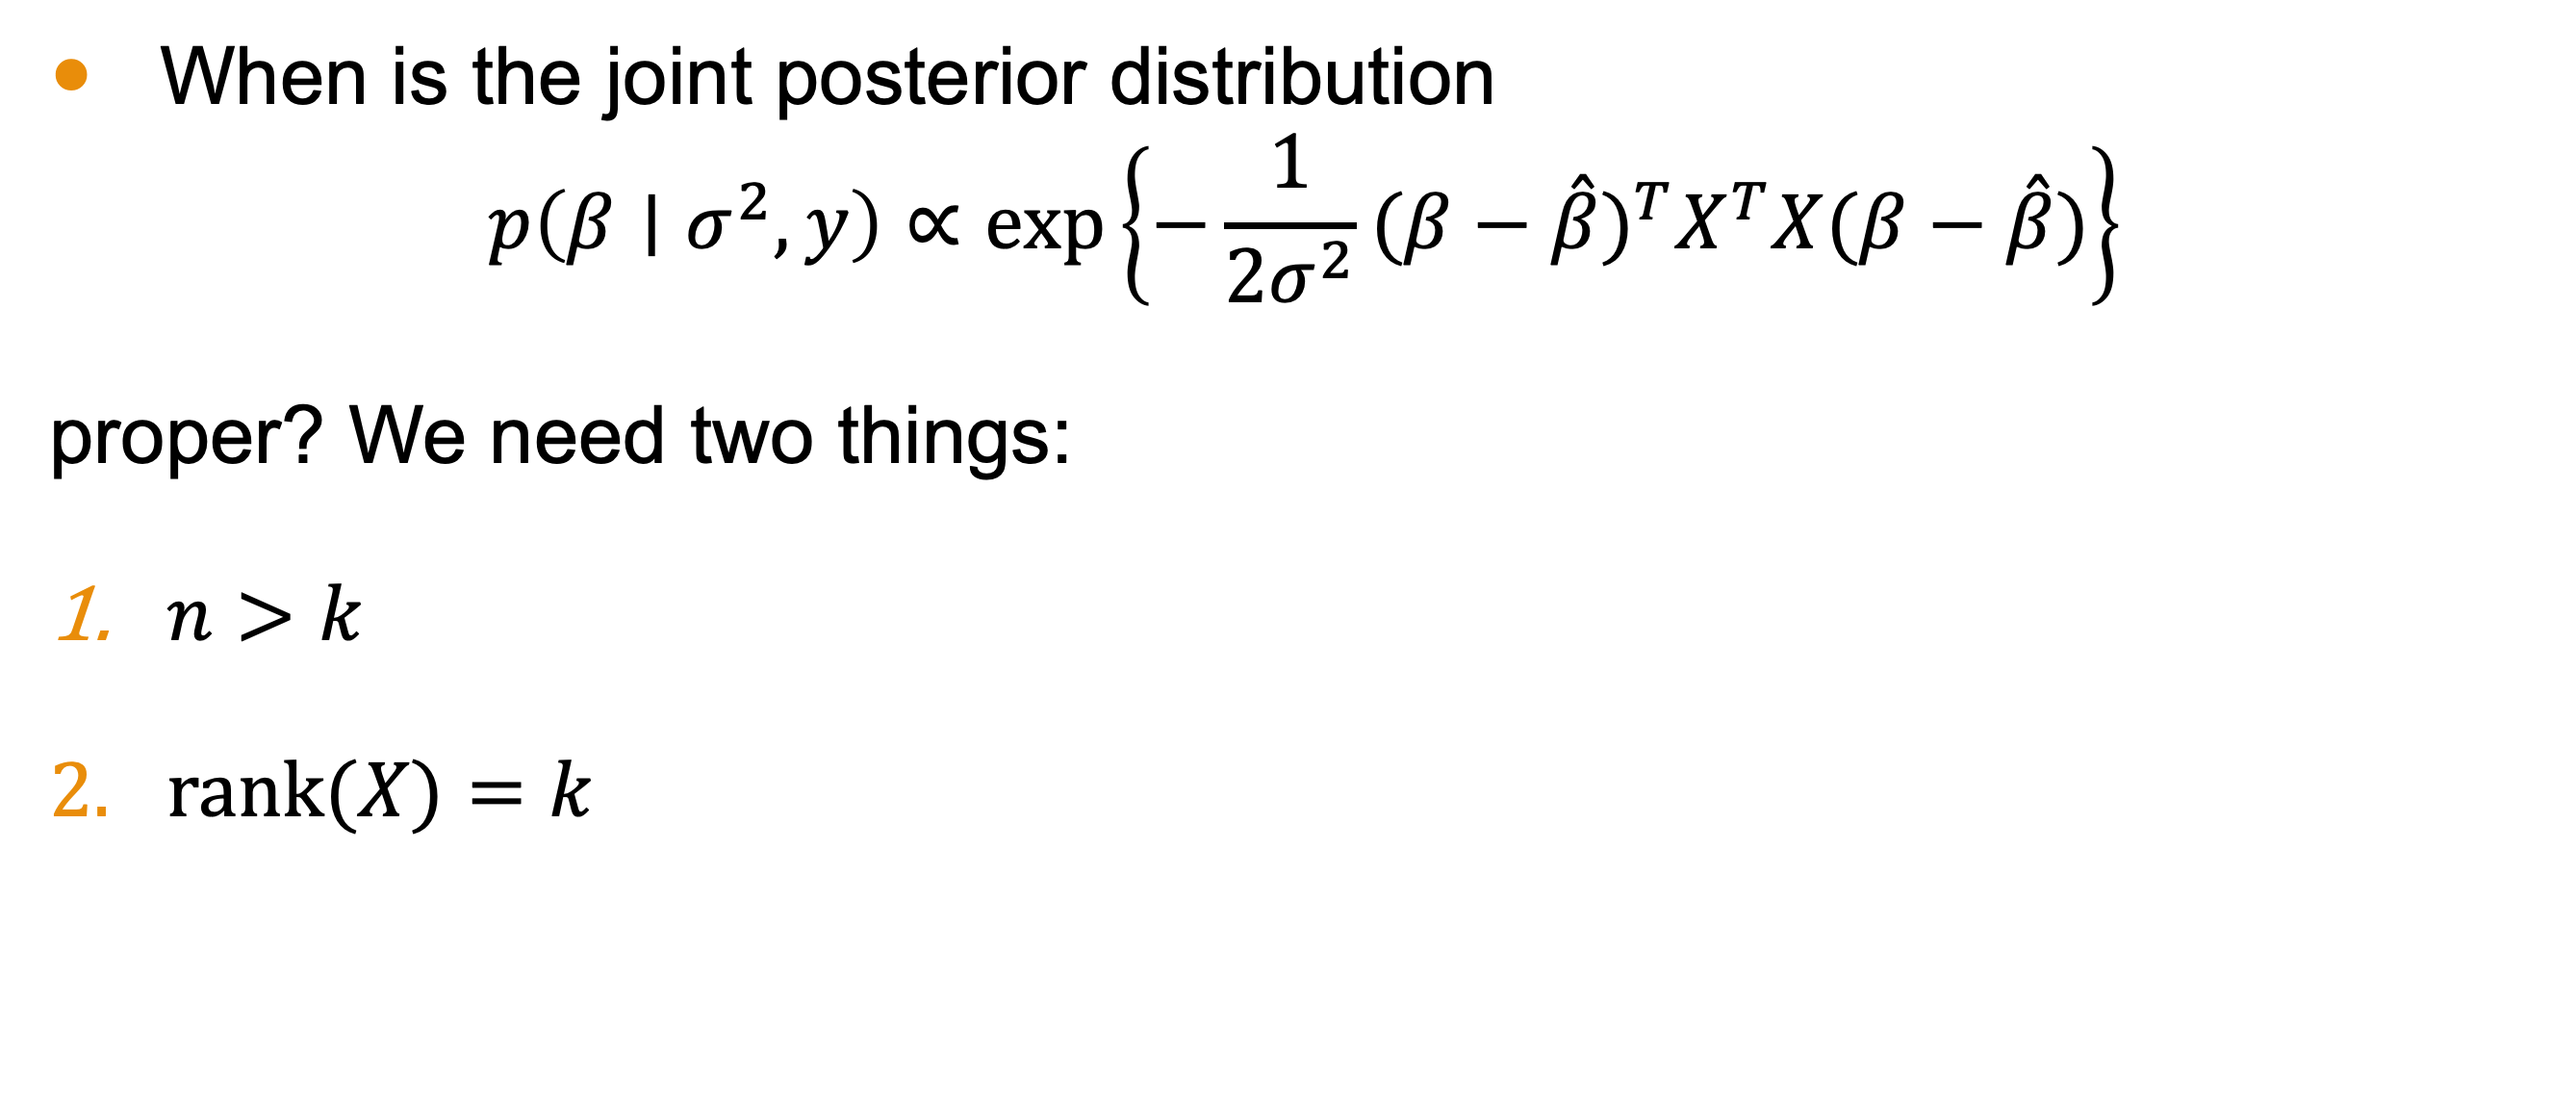 • When is the joint posterior distribution
p(β | σ², y) ∝ exp{−\frac{1}{2σ²}(β − β̂)ᵀXᵀX(β − β̂)}
proper? We need two things:
1. n > k
2. rank(X) = k